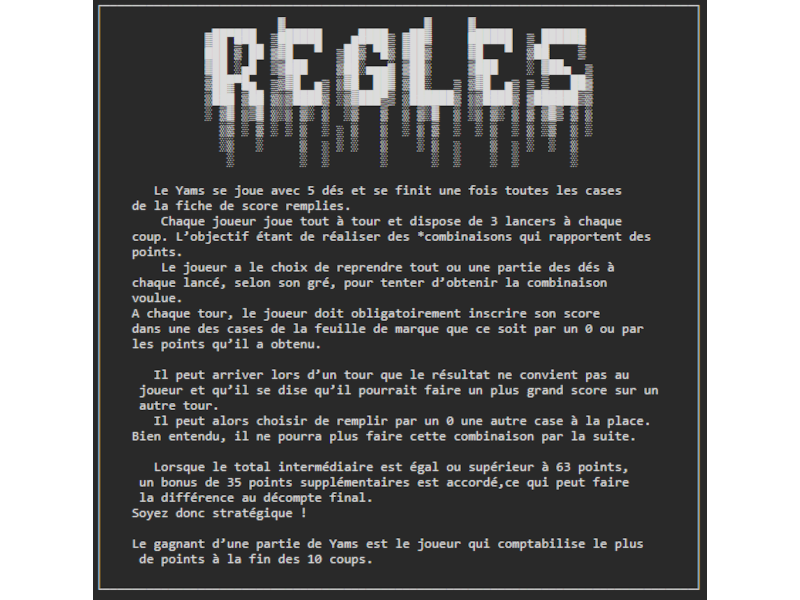 REGLES
Le Yams se joue avec 5 dés et se finit une fois toutes les cases
de la fiche de score remplies.
Chaque joueur joue tout à tour et dispose de 3 lancers à chaque
coup. L’objectif étant de réaliser des *combinaisons qui rapportent des
points.
Le joueur a le choix de reprendre tout ou une partie des dés à
chaque lancé, selon son gré, pour tenter d’obtenir la combinaison
voulue.
A chaque tour, le joueur doit obligatoirement inscrire son score
dans une des cases de la feuille de marque que ce soit par un 0 ou par
les points qu’il a obtenu.
Il peut arriver lors d’un tour que le résultat ne convient pas au
joueur et qu’il se dise qu’il pourrait faire un plus grand score sur un
autre tour.
Il peut alors choisir de remplir par un 0 une autre case à la place.
Bien entendu, il ne pourra plus faire cette combinaison par la suite.
Lorsque le total intermédiaire est égal ou supérieur à 63 points,
un bonus de 35 points supplémentaires est accordé,ce qui peut faire
la différence au décompte final.
Soyez donc stratégique !
Le gagnant d’une partie de Yams est le joueur qui comptabilise le plus
de points à la fin des 10 coups.